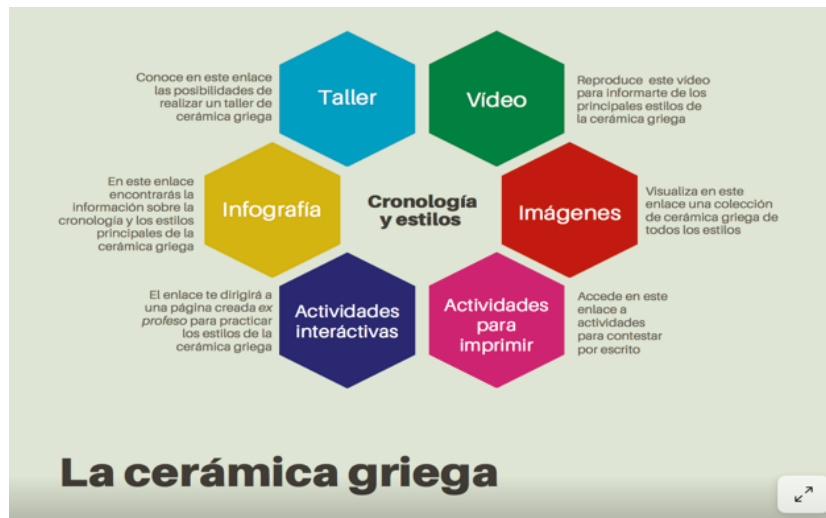 Conoce en este enlace
las posibilidades de
realizar un taller de
cerámica griega
Taller
Vídeo
Reproduce este vídeo
para informarte de los
principales estilos de
la cerámica griega
En este enlace
encontrarás la
información sobre la
cronología y los estilos
principales de la
cerámica griega
Infografía
Cronología
y estilos
Imágenes
Visualiza en este
enlace una colección
de cerámica griega de
todos los estilos
El enlace te dirigirá a
una página creada ex
profeso para practicar
los estilos de la
cerámica griega
Actividades
interáctivas
Actividades
para
imprimir
Accede en este
enlace a
actividades
para contestar
por escrito
La cerámica griega